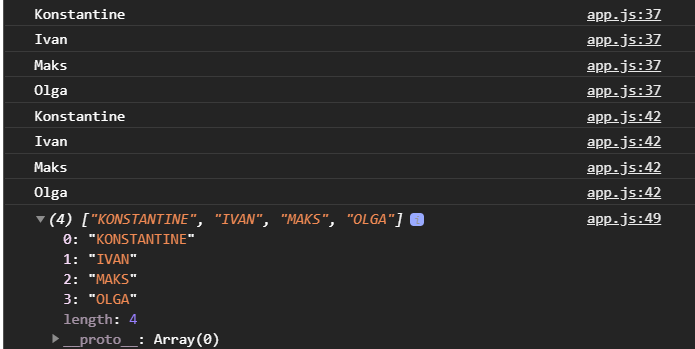 Konstantine app.js:37
Ivan app.js:37
Maks app.js:37
Olga app.js:37
Konstantine app.js:42
Ivan app.js:42
Maks app.js:42
Olga app.js:42
(4) ["KONSTANTINE", "IVAN", "MAKS", "OLGA"] i app.js:49
0: "KONSTANTINE"
1: "IVAN"
2: "MAKS"
3: "OLGA"
length: 4
__proto__: Array(0)